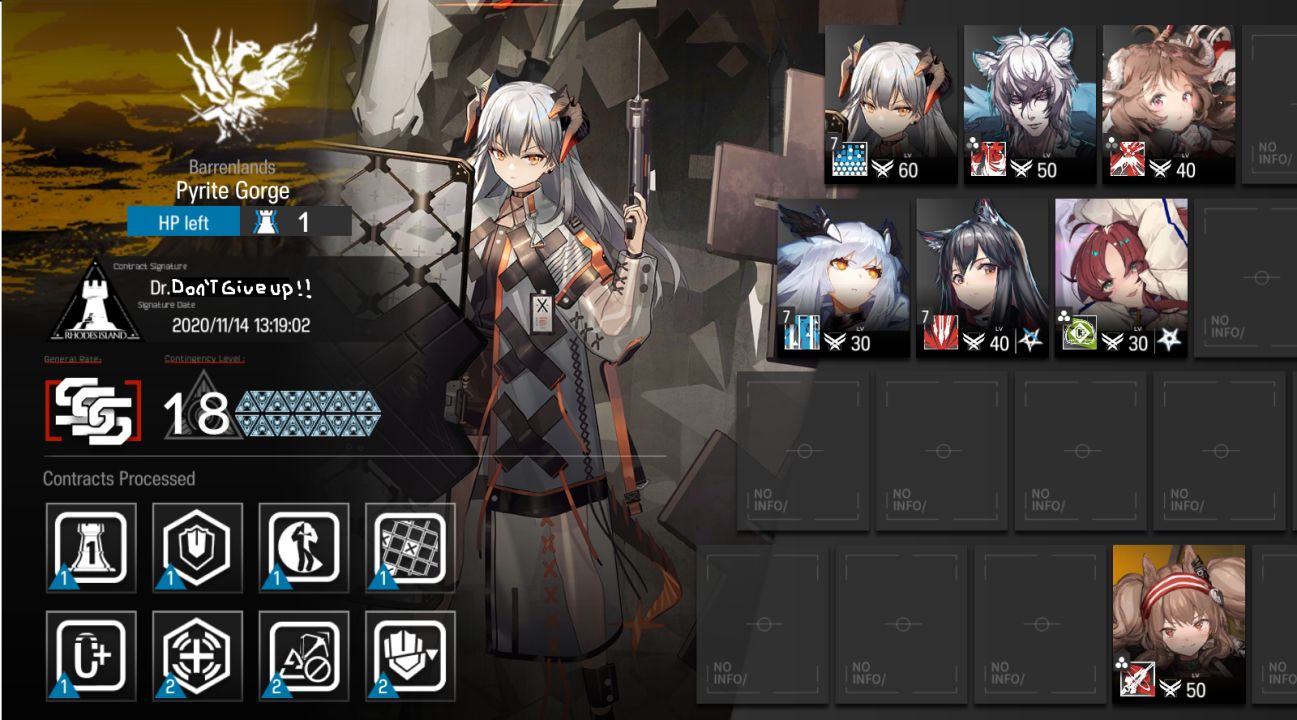 Barrenlands
Pyrite Gorge
HP left 1
Contract Signature
Dr.Don'T Give up!!
Signature Date
2020/11/14 13:19:02
RHODES ISLAND
General Rate:
Contingency Level:
SSS
18
Contracts Processed
1
1 1 1 1
1 2 2 2
7 LV 60
LV 50
LV 40
NO INFO/
7 LV 30
7 LV 40
LV 30
NO INFO/
NO INFO/
NO INFO/
NO INFO/
NO INFO/
NO INFO/
NO INFO/
NO INFO/
LV 50
NO INFO/